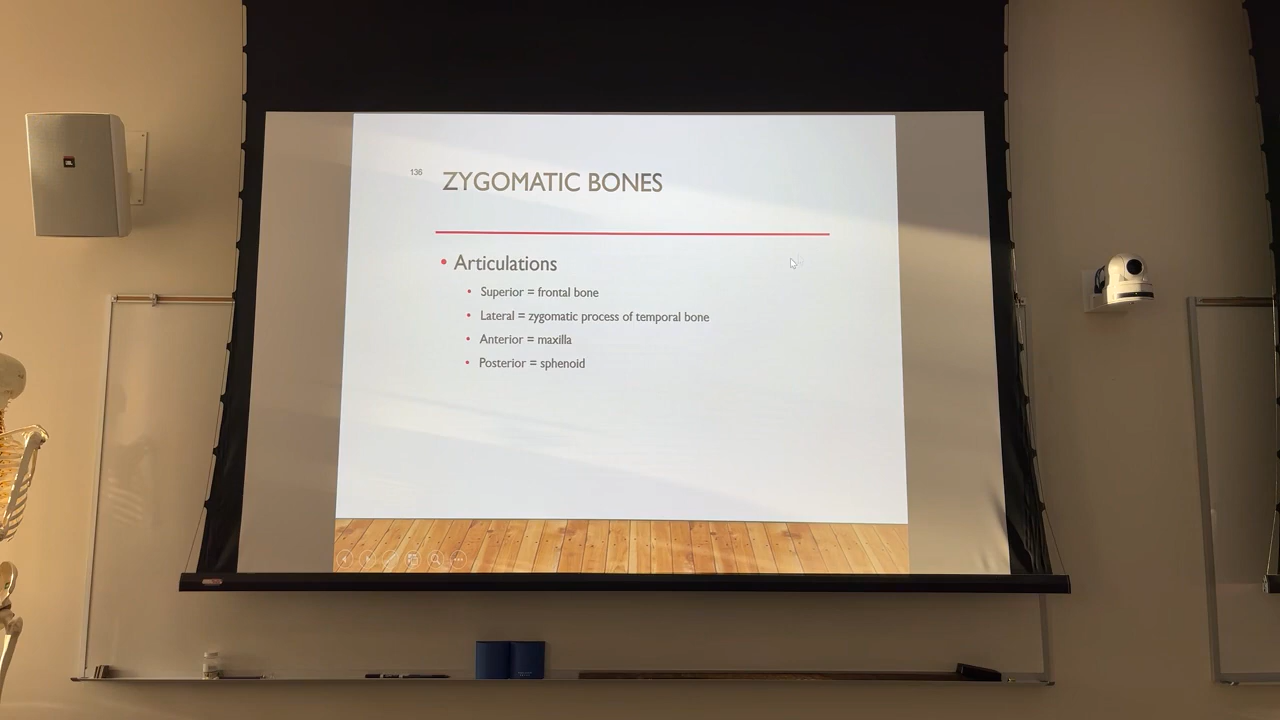 136
ZYGOMATIC BONES
• Articulations
• Superior = frontal bone
• Lateral = zygomatic process of temporal bone
• Anterior = maxilla
• Posterior = sphenoid